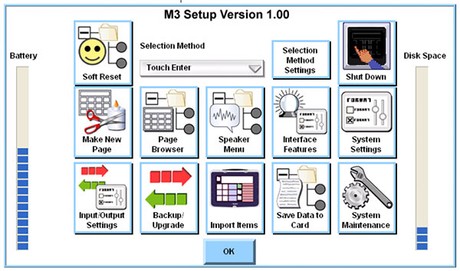 M3 Setup Version 1.00
Battery
Disk Space
Soft Reset
Selection Method
Touch Enter
Selection
Method
Settings
Shut Down
Make New
Page
Page
Browser
Speaker
Menu
Interface
Features
System
Settings
Input/Output
Settings
Backup/
Upgrade
Import Items
Save Data to
Card
System
Maintenance
OK